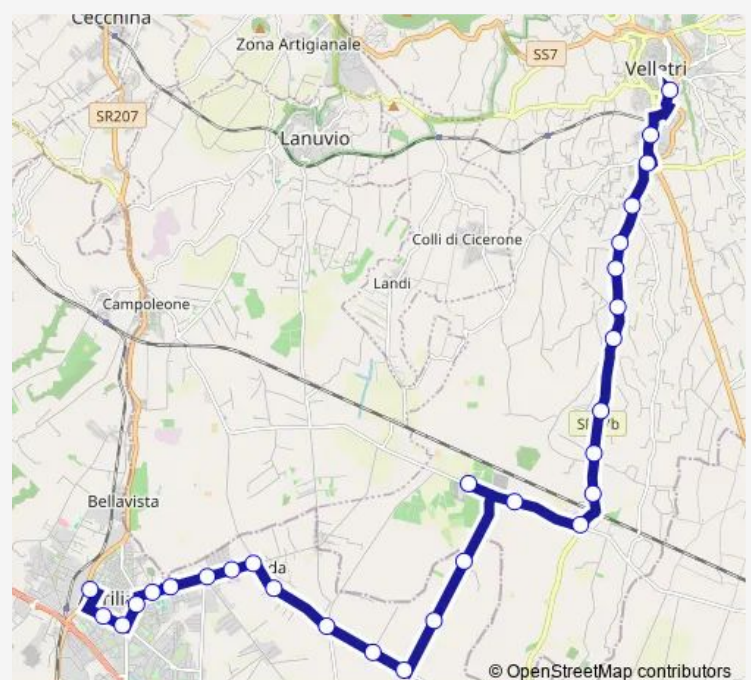 Cecchina
Zona Artigianale
SS7
Velletri
SR207
Lanuvio
Colli di Cicerone
Landi
Campoleone
Bellavista
© OpenStreetMap contributors